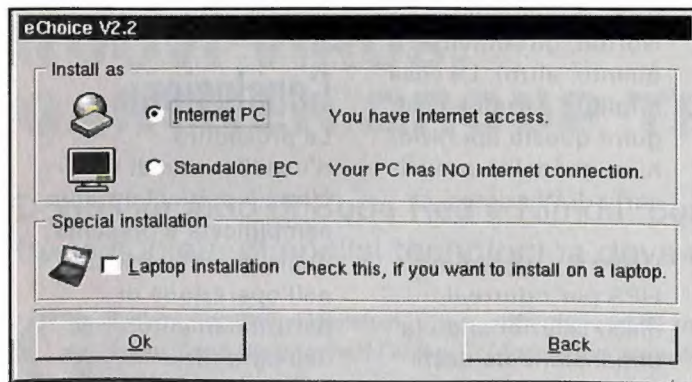 eChoice V2.2
Install as
Internet PC You have Internet access.
Standalone PC Your PC has NO Internet connection.
Special installation
Laptop Installation Check this, if you want to install on a laptop.
Ok Back